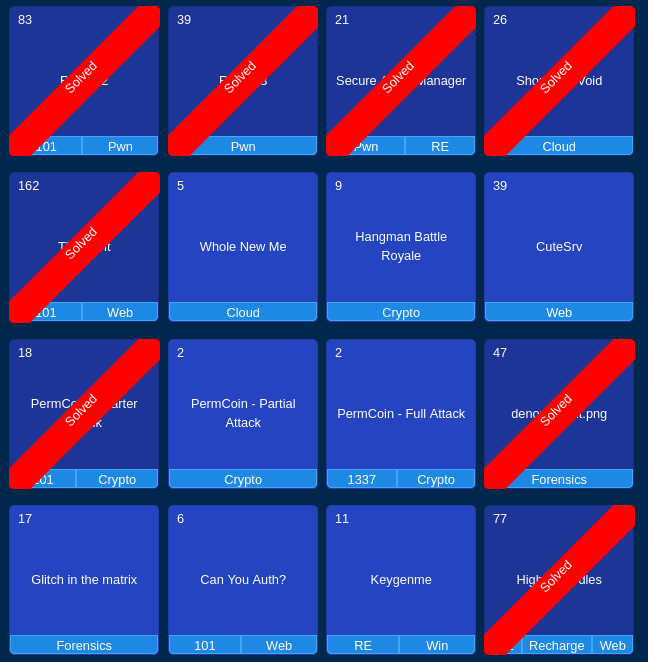 83
39
21
26
Solved
Solved
Solved
Solved
Secure Manager
Void
101
Pwn
Pwn
Pwn
RE
Cloud
162
5
9
39
Solved
Whole New Me
Hangman Battle
Royale
CuteSrv
101
Web
Cloud
Crypto
Web
18
2
2
47
Solved
PermCoin - Partial
Attack
PermCoin - Full Attack
Solved
.png
101
Crypto
Crypto
1337
Crypto
Forensics
17
6
11
77
Glitch in the matrix
Can You Auth?
Keygenme
Solved
Forensics
101
Web
RE
Win
Recharge
Web